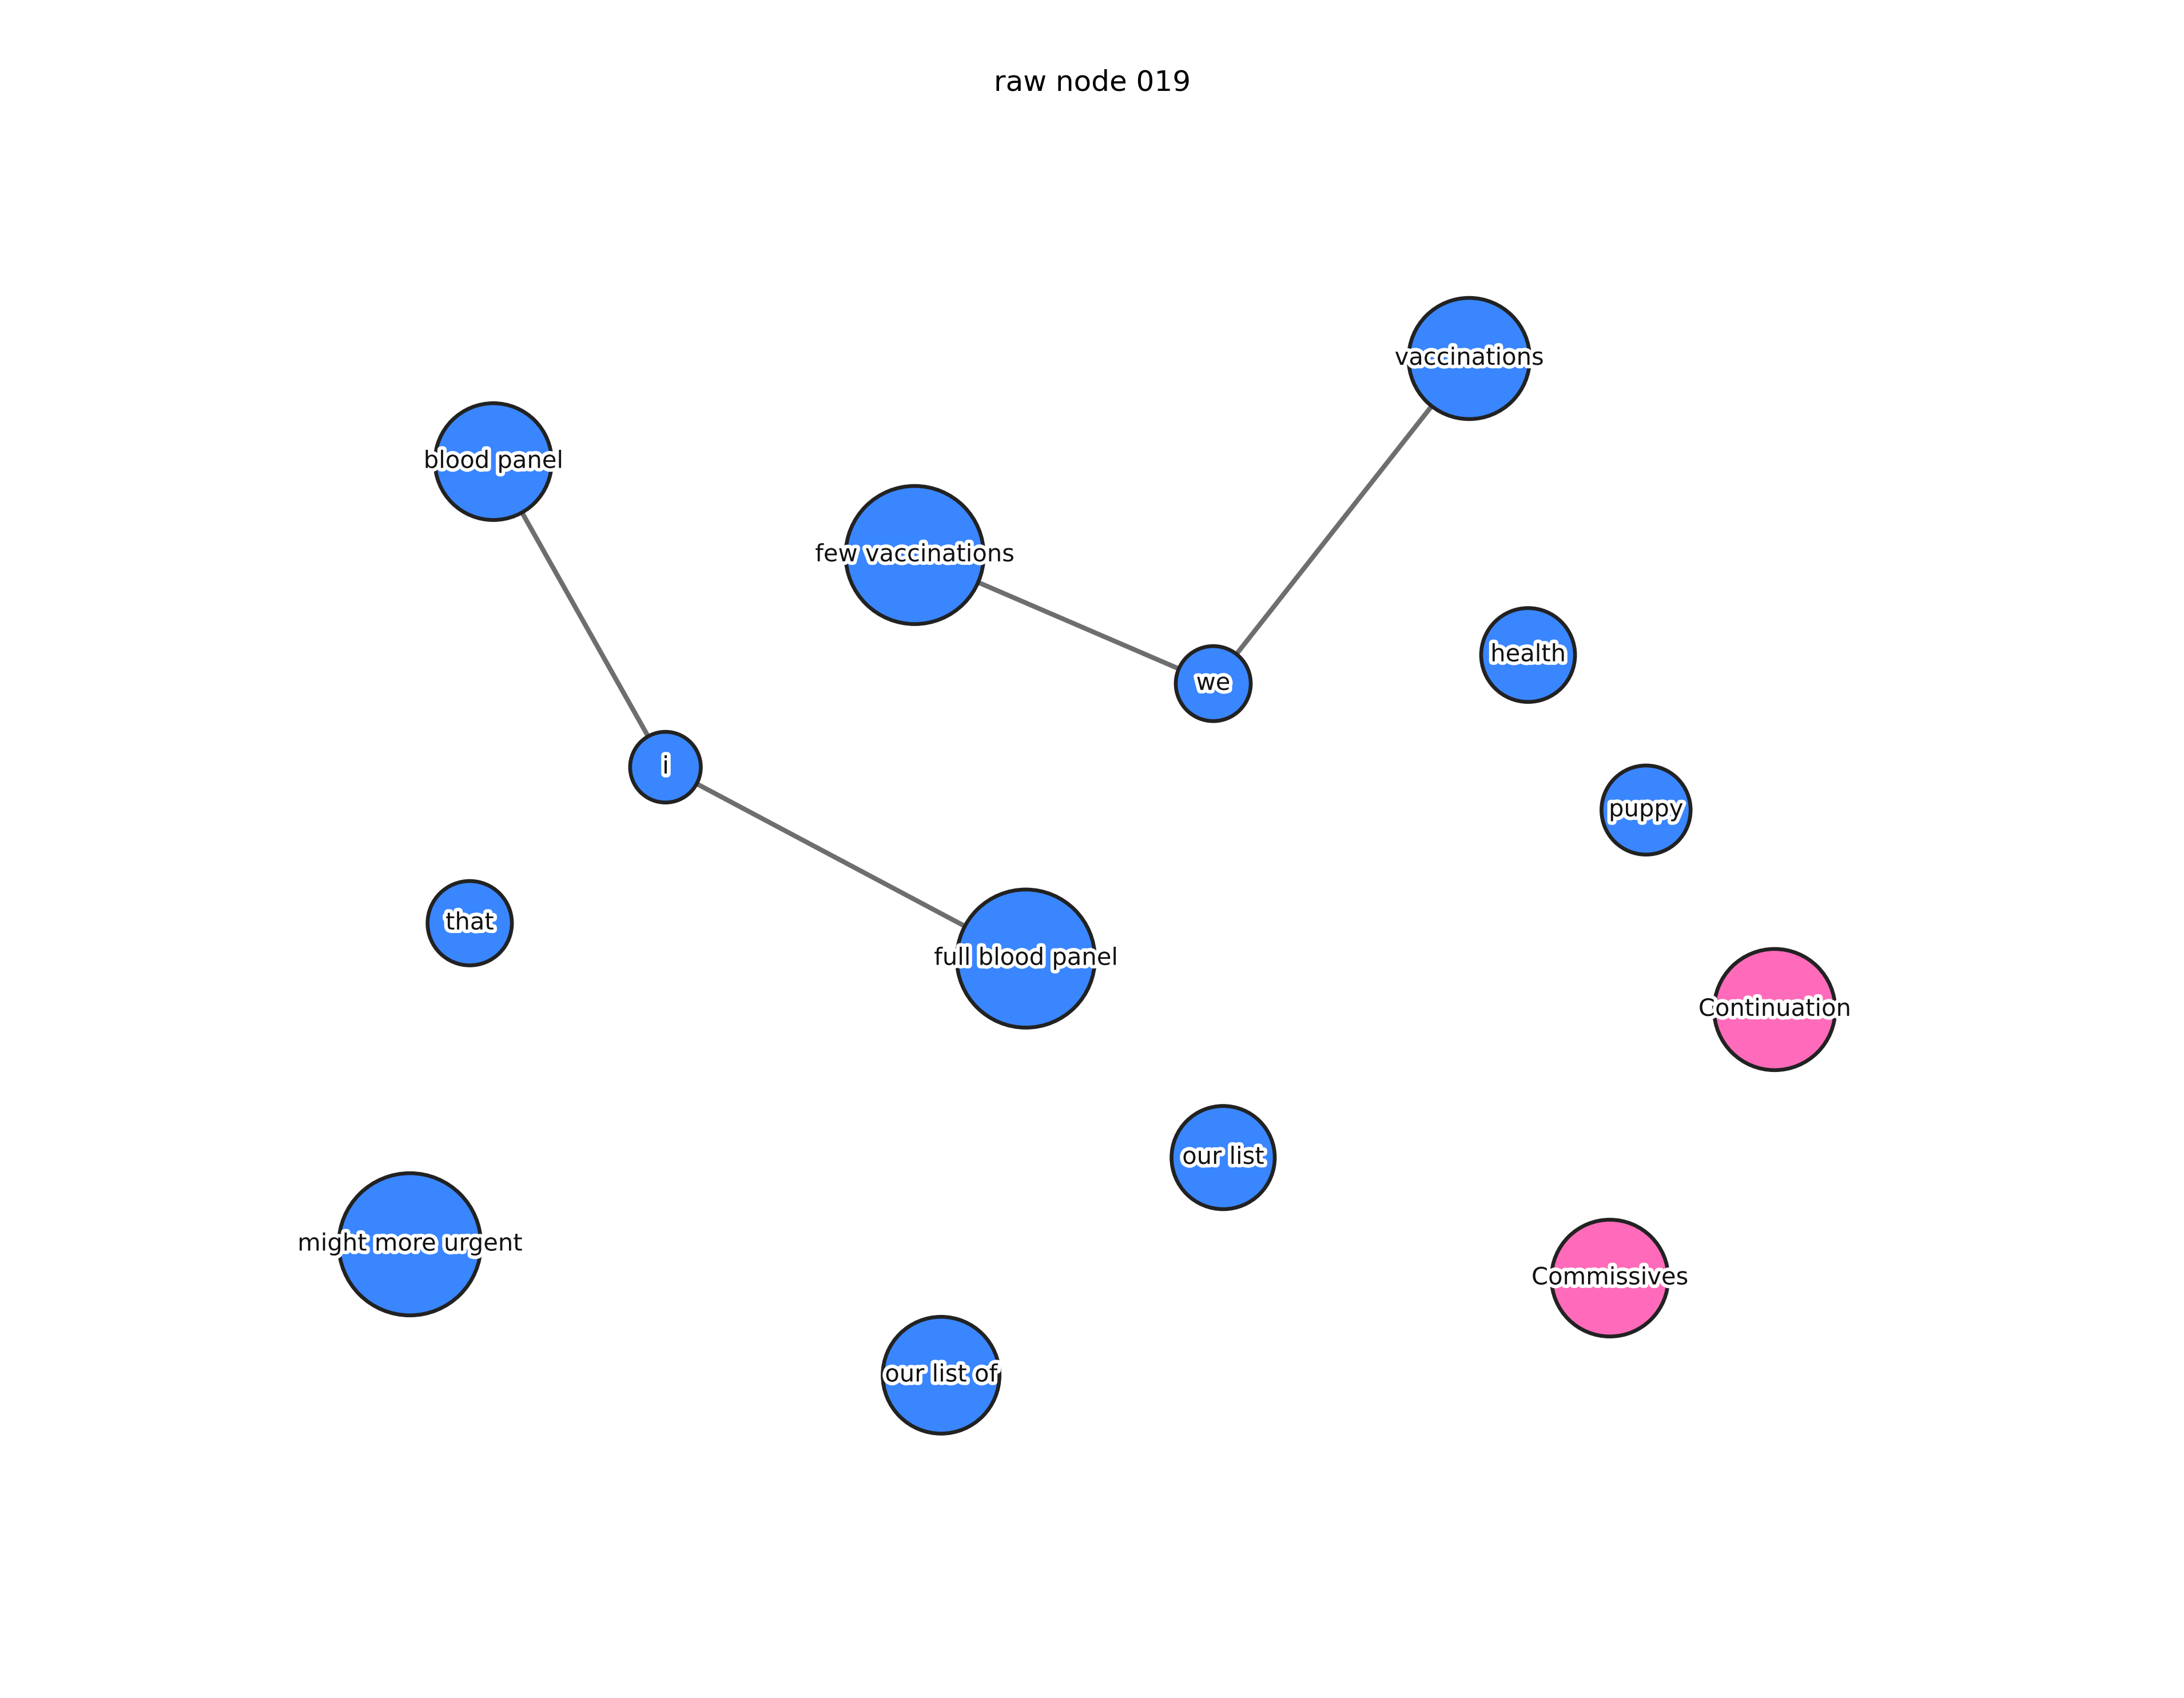 raw node 019
vaccinations
blood panel
few vaccinations
health
we
i
puppy
that
full blood panel
Continuation
our list
might more urgent
Commissives
our list of